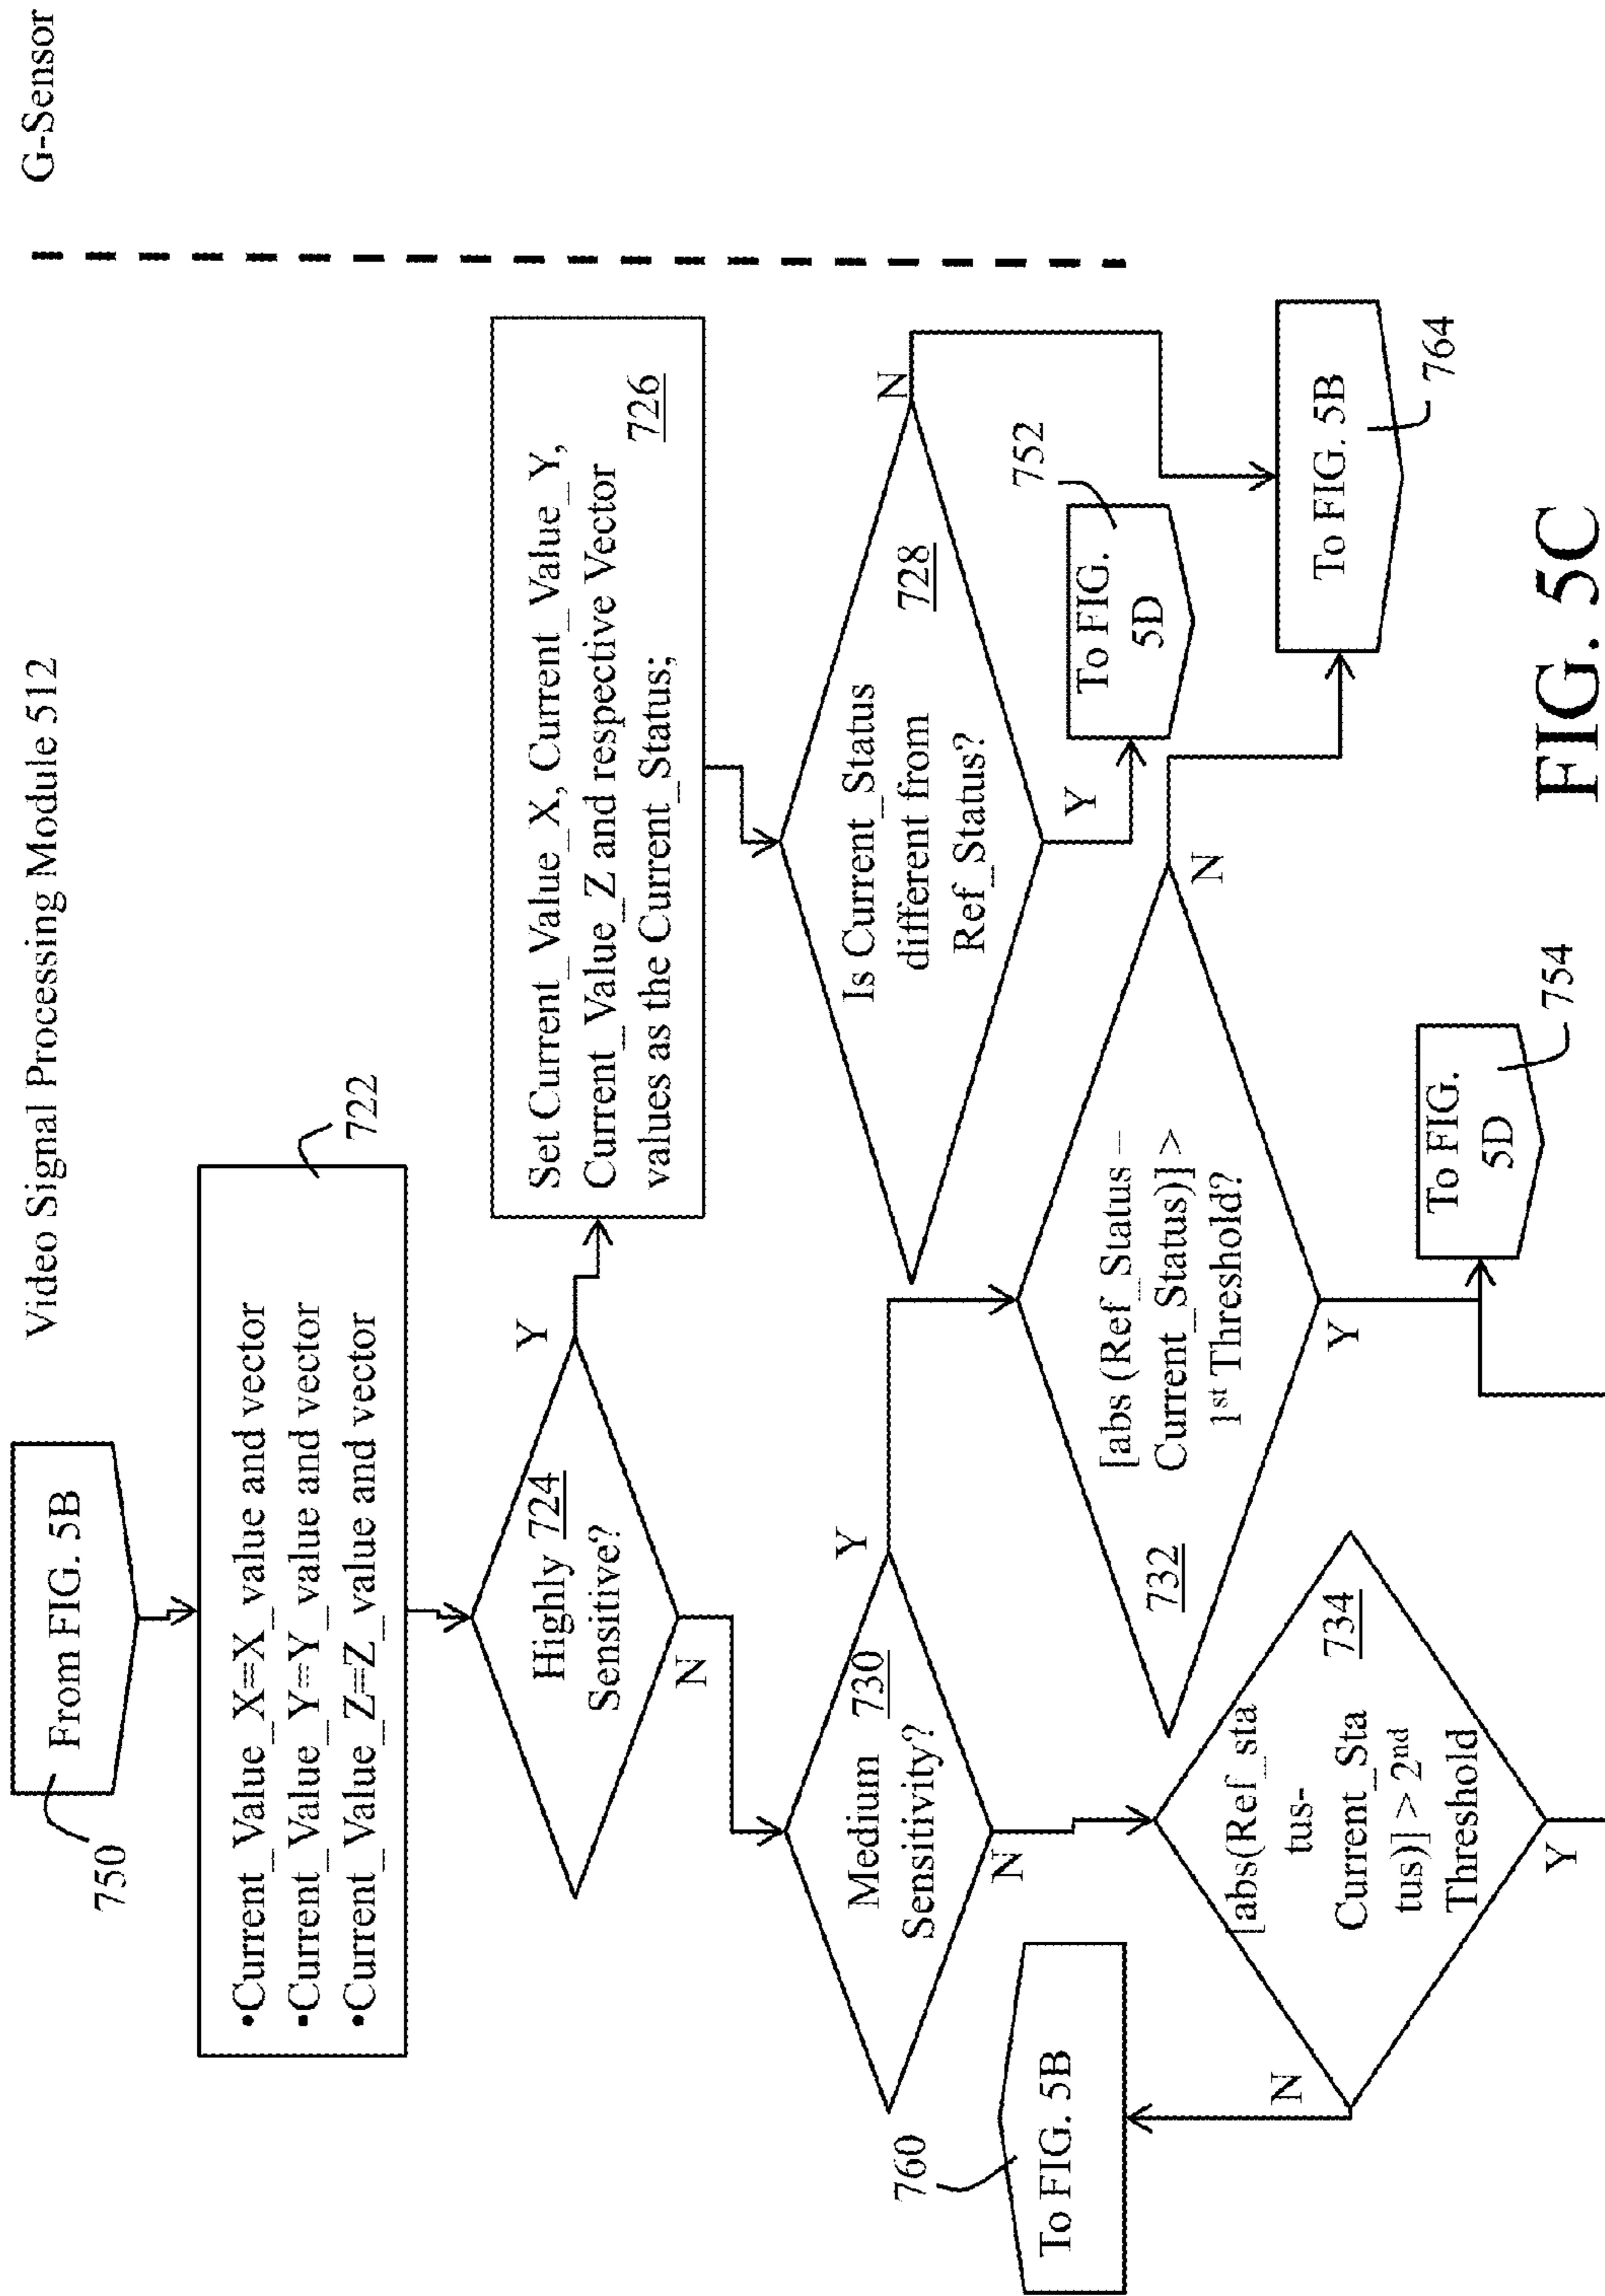 Video Signal Processing Module 512
G-Sensor
750
From FIG. 5B
•Current_Value_X=X_value and vector
•Current_Value_Y=Y_value and vector
•Current_Value_Z=Z_value and vector
722
Highly 724
Sensitive?
Y
N
Set Current_Value_X, Current_Value_Y,
Current_Value_Z and respective Vector
values as the Current_Status;
726
Medium
730
Sensitivity?
Y
N
Is Current_Status
different from
Ref_Status?
728
N
Y
752
To FIG.
5D
760
To FIG. 5B
[abs (Ref_Status –
Current_Status)] >
1st Threshold?
732
N
Y
To FIG. 5B
764
[abs(Ref_sta
tus-
Current_Sta
tus)] > 2nd
Threshold
734
N
Y
To FIG.
5D
754
FIG. 5C